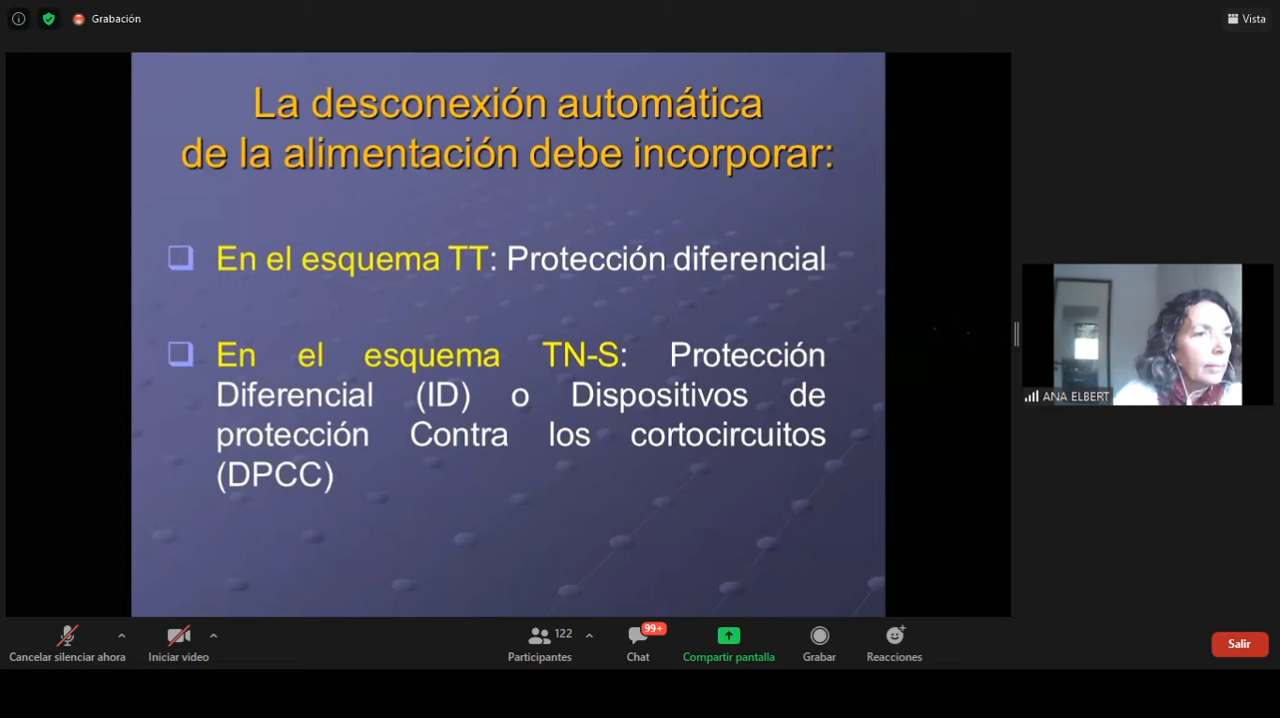 Grabación
Vista
La desconexión automática
de la alimentación debe incorporar:
En el esquema TT: Protección diferencial
En el esquema TN-S: Protección
Diferencial (ID) o Dispositivos de
protección Contra los cortocircuitos
(DPCC)
ANA ELBERT
Cancelar silenciar ahora
Iniciar video
122
Participantes
99+
Chat
Compartir pantalla
Grabar
Reacciones
Salir